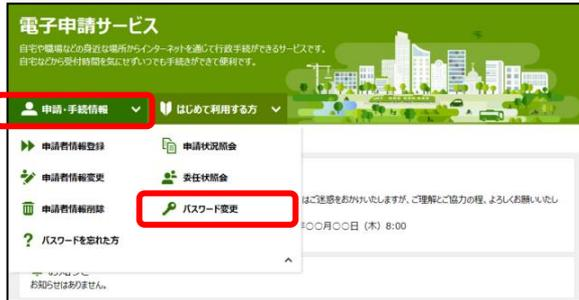 電子申請サービス
自宅や職場などの身近な場所からインターネットを通じて行政手続ができるサービスです。
自宅などから受付時間を気にせずいつでも手続きができて便利です。
申請・手続情報
はじめて利用する方
申請者情報登録
申請状況照会
申請者情報変更
委任状照会
はご迷惑をおかけいたしますが、ご理解とご協力の程、よろしくお願いいたし
申請者情報削除
パスワード変更
○○月○○日（木）8:00
? パスワードを忘れた方
お知らせはありません。